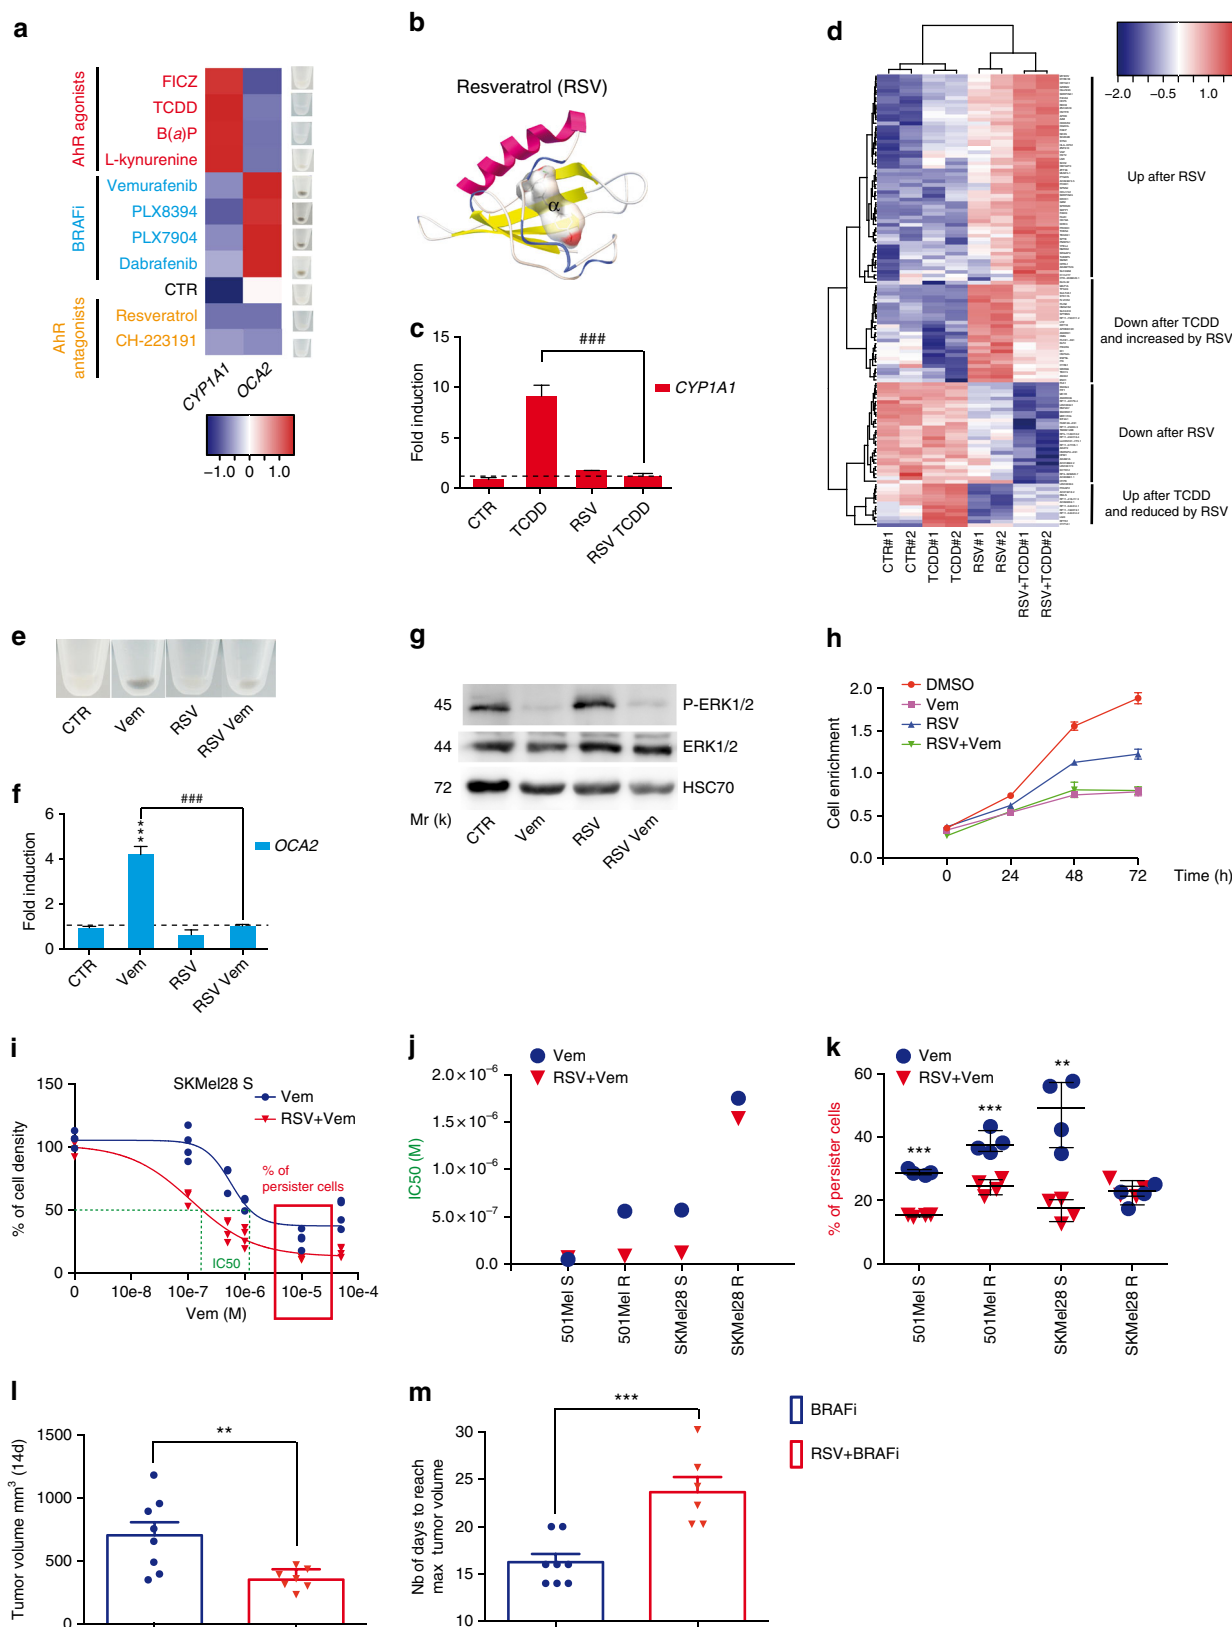 a
AhR agonists
FICZ
TCDD
B(a)P
L-kynurenine
BRAFi
Vemurafenib
PLX8394
PLX7904
Dabrafenib
CTR
AhR antagonists
Resveratrol
CH-223191
CYP1A1
OCA2
−1.0 0 1.0
b
Resveratrol (RSV)
α
c
15
10
5
0
Fold induction
###
CYP1A1
CTR
TCDD
RSV
RSV TCDD
d
−2.0 −0.5 1.0
Up after RSV
Down after TCDD
and increased by RSV
Down after RSV
Up after TCDD
and reduced by RSV
CTR#1
CTR#2
TCDD#1
TCDD#2
RSV#1
RSV#2
RSV+TCDD#1
RSV+TCDD#2
e
CTR
Vem
RSV
RSV Vem
f
6
4
2
0
Fold induction
***
###
OCA2
CTR
Vem
RSV
RSV Vem
g
45 P-ERK1/2
44 ERK1/2
72 HSC70
Mr (k)
CTR
Vem
RSV
RSV Vem
h
2.0
1.5
1.0
0.5
0.0
Cell enrichment
DMSO
Vem
RSV
RSV+Vem
0 24 48 72 Time (h)
i
SKMel28 S
Vem
RSV+Vem
150
100
50
0
% of cell density
% of
persister cells
IC50
0 10e-8 10e-7 10e-6 10e-5 10e-4
Vem (M)
j
Vem
RSV+Vem
2.0×10⁻⁶
1.5×10⁻⁶
1.0×10⁻⁶
5.0×10⁻⁷
0.0
IC50 (M)
501Mel S
501Mel R
SKMel28 S
SKMel28 R
k
Vem
RSV+Vem
60
40
20
0
% of persister cells
***
***
**
501Mel S
501Mel R
SKMel28 S
SKMel28 R
l
1500
1000
500
0
Tumor volume mm³ (14d)
**
m
30
25
20
15
10
Nb of days to reach
max tumor volume
***
BRAFi
RSV+BRAFi